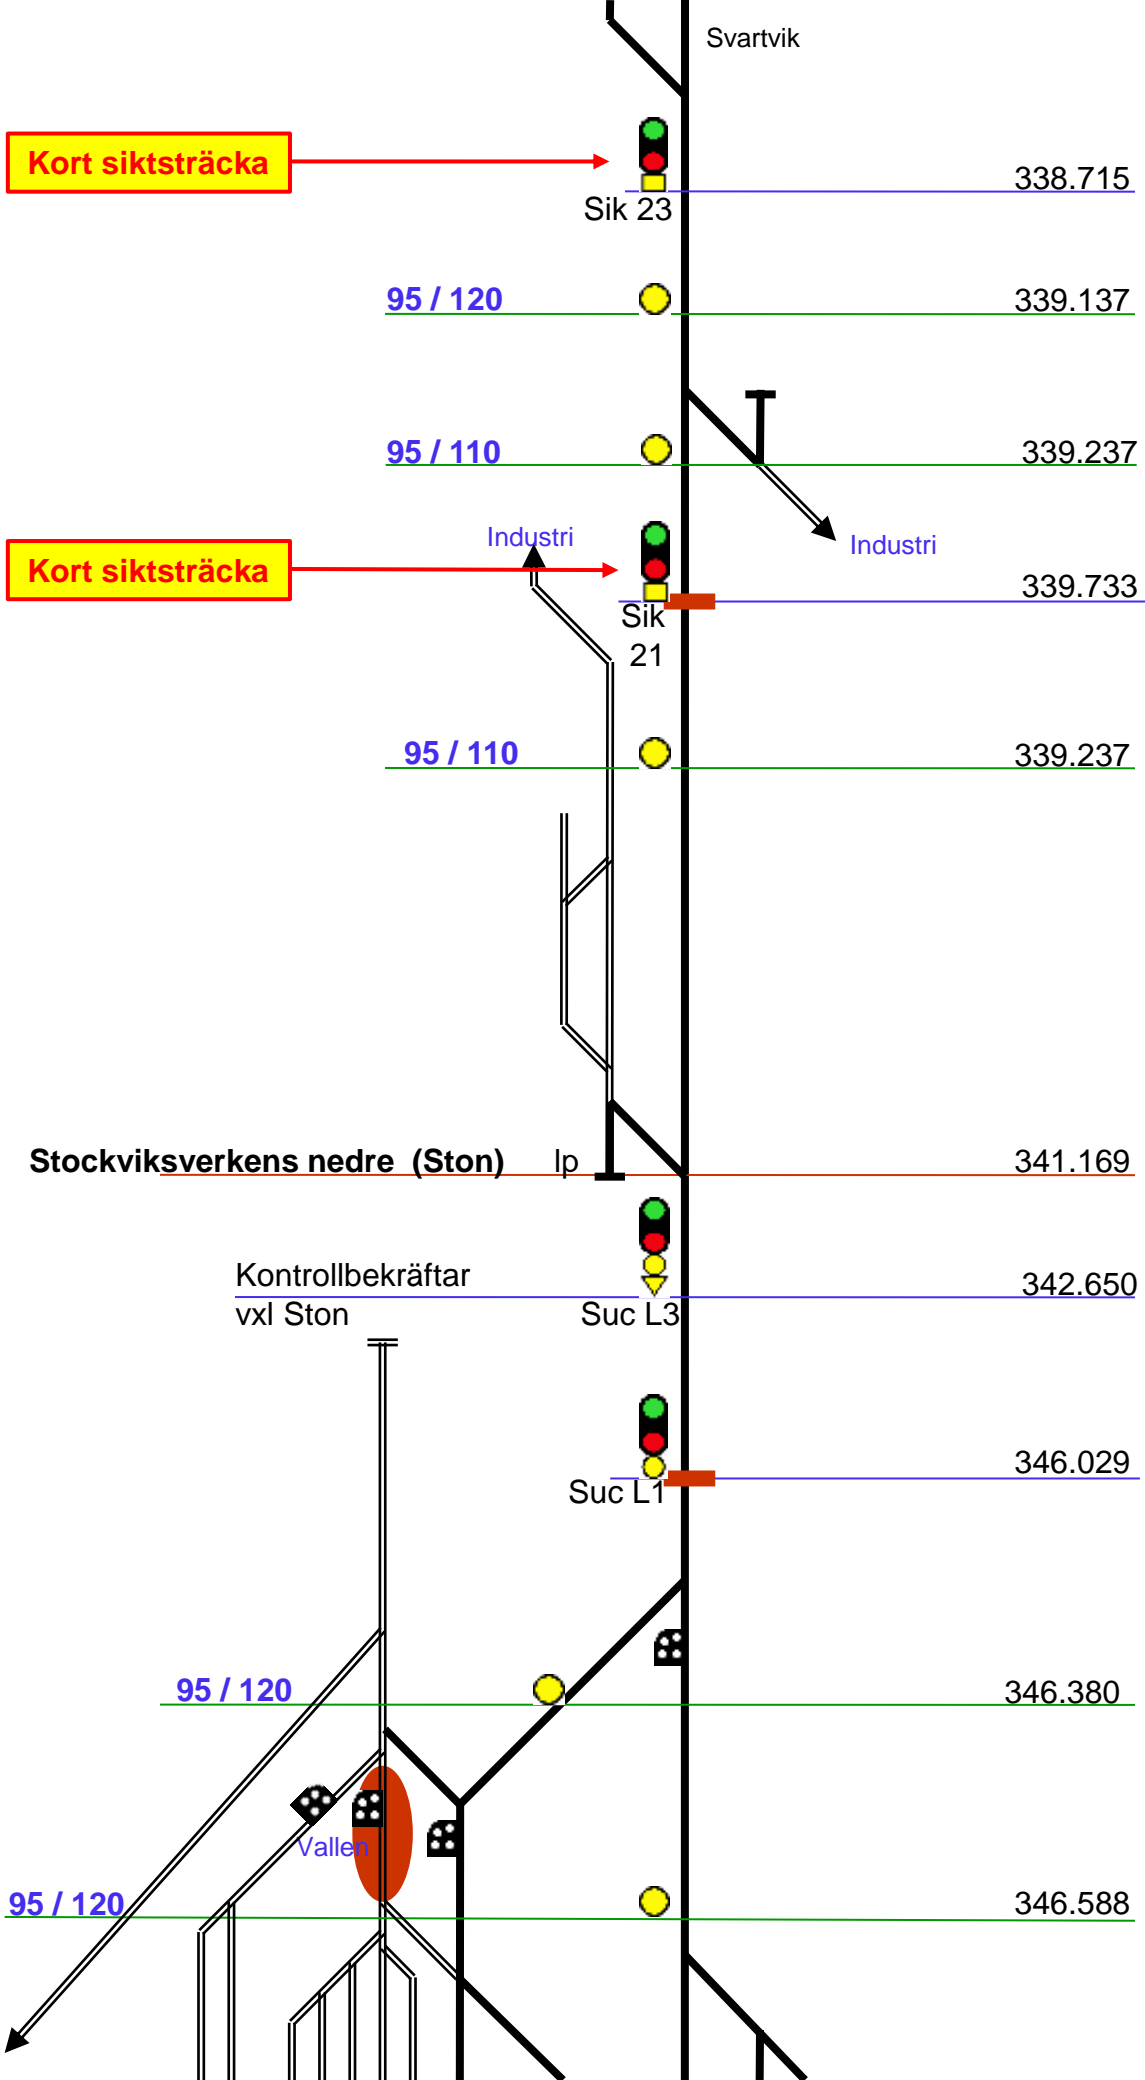 Svartvik
Kort siktsträcka
338.715
Sik 23
95 / 120
339.137
95 / 110
339.237
Industri
Industri
Kort siktsträcka
339.733
Sik
21
95 / 110
339.237
Stockviksverkens nedre (Ston) lp
341.169
Kontrollbekräftar
vxl Ston
Suc L3
342.650
346.029
Suc L1
95 / 120
346.380
Vallen
95 / 120
346.588